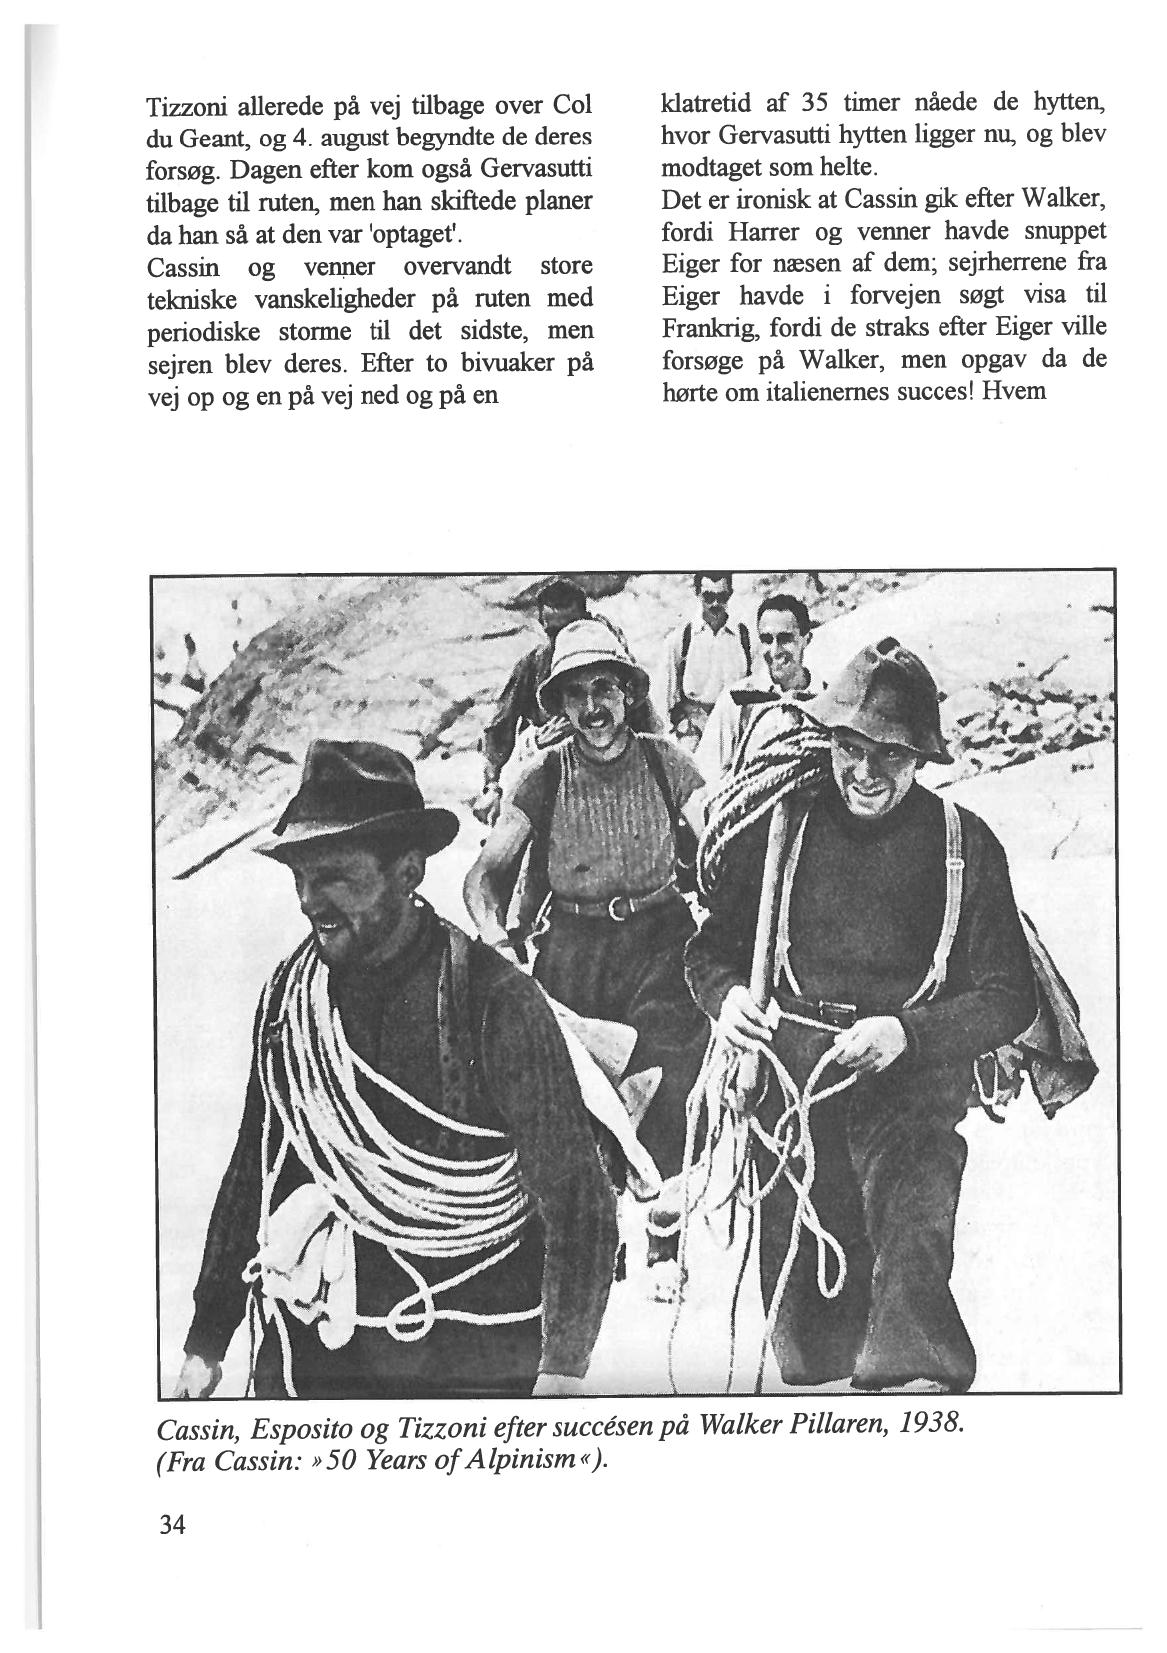 Tizzoni allerede på vej tilbage over Col
du Geant, og 4. august begyndte de deres
forsøg. Dagen efter kom også Gervasutti
tilbage til ruten, men han skiftede planer
da han så at den var 'optaget'.
Cassin og venner overvandt store
tekniske vanskeligheder på ruten med
periodiske storme til det sidste, men
sejren blev deres. Efter to bivuaker på
vej op og en på vej ned og på en
klatretid af 35 timer nåede de hytten,
hvor Gervasutti hytten ligger nu, og blev
modtaget som helte.
Det er ironisk at Cassin gik efter Walker,
fordi Harrer og venner havde snuppet
Eiger for næsen af dem; sejrherrene fra
Eiger havde i forvejen søgt visa til
Frankrig, fordi de straks efter Eiger ville
forsøge på Walker, men opgav da de
hørte om italienernes succes! Hvem
Cassin, Esposito og Tizzoni efter succésen på Walker Pillaren, 1938.
(Fra Cassin: »50 Years of Alpinism«).
34